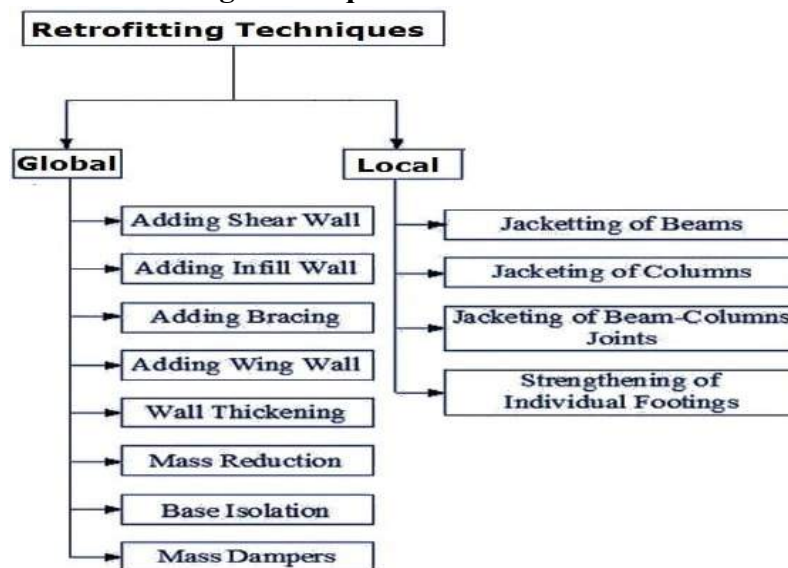 Retrofitting Techniques
Global
Local
Adding Shear Wall
Adding Infill Wall
Adding Bracing
Adding Wing Wall
Wall Thickening
Mass Reduction
Base Isolation
Mass Dampers
Jacketting of Beams
Jacketing of Columns
Jacketing of Beam-Columns
Joints
Strengthening of
Individual Footings